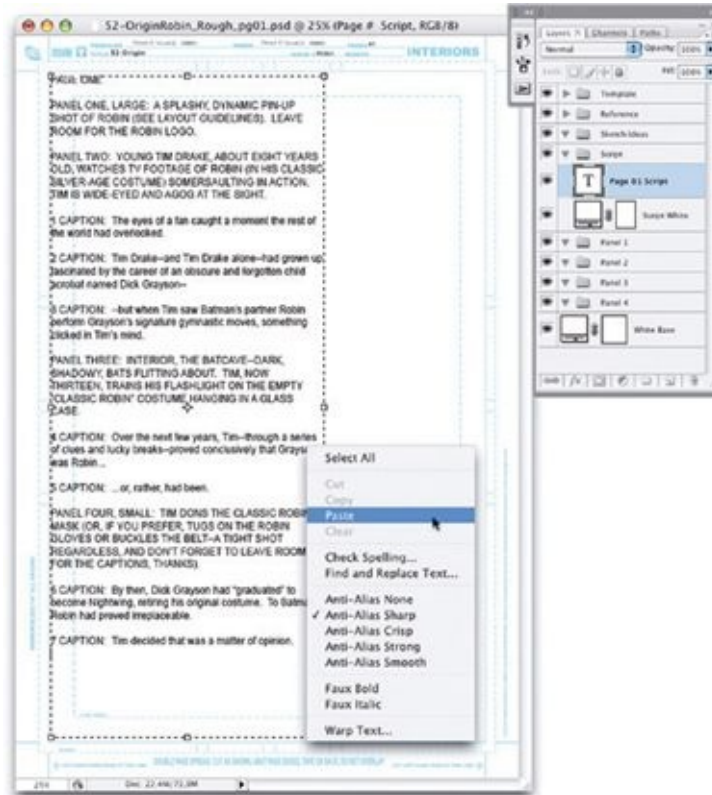 52-OriginRobin_Rough_pg01.psd @ 25% (Page # Script, RGB/8)
52 Origin
INTERIORS
PAGE ONE
PANEL ONE, LARGE: A SPLASHY, DYNAMIC PIN-UP
SHOT OF ROBIN (SEE LAYOUT GUIDELINES). LEAVE
ROOM FOR THE ROBIN LOGO.
PANEL TWO: YOUNG TIM DRAKE, ABOUT EIGHT YEARS
OLD, WATCHES TV FOOTAGE OF ROBIN (IN HIS CLASSIC
SILVER-AGE COSTUME) SOMERSAULTING IN ACTION.
TIM IS WIDE-EYED AND AGOG AT THE SIGHT.
1 CAPTION: The eyes of a fan caught a moment the rest of
the world had overlooked.
2 CAPTION: Tim Drake--and Tim Drake alone--had grown up
fascinated by the career of an obscure and forgotten child
acrobat named Dick Grayson--
3 CAPTION: --but when Tim saw Batman's partner Robin
perform Grayson's signature gymnastic moves, something
clicked in Tim's mind.
PANEL THREE: INTERIOR, THE BATCAVE--DARK,
SHADOWY, BATS FLITTING ABOUT. TIM, NOW
THIRTEEN, TRAINS HIS FLASHLIGHT ON THE EMPTY
"CLASSIC ROBIN" COSTUME HANGING IN A GLASS
CASE.
4 CAPTION: Over the next few years, Tim--through a series
of clues and lucky breaks--proved conclusively that Grays
was Robin...
5 CAPTION: ...or, rather, had been.
PANEL FOUR, SMALL: TIM DONS THE CLASSIC ROBIN
MASK (OR, IF YOU PREFER, TUGS ON THE ROBIN
GLOVES OR BUCKLES THE BELT--A TIGHT SHOT
REGARDLESS, AND DON'T FORGET TO LEAVE ROOM
FOR THE CAPTIONS, THANKS).
6 CAPTION: By then, Dick Grayson had "graduated" to
become Nightwing, retiring his original costume. To Batma
Robin had proved irreplaceable.
7 CAPTION: Tim decided that was a matter of opinion.
Select All
Cut
Copy
Paste
Clear
Check Spelling...
Find and Replace Text...
Anti-Alias None
✓ Anti-Alias Sharp
Anti-Alias Crisp
Anti-Alias Strong
Anti-Alias Smooth
Faux Bold
Faux Italic
Warp Text...
25%
Doc: 22.4M/73.9M
Layers × Channels Paths
Normal Opacity: 100%
Fill: 100%
Template
Reference
Sketch Ideas
Script
T Page 01 Script
Script White
Panel 1
Panel 2
Panel 3
Panel 4
White Base